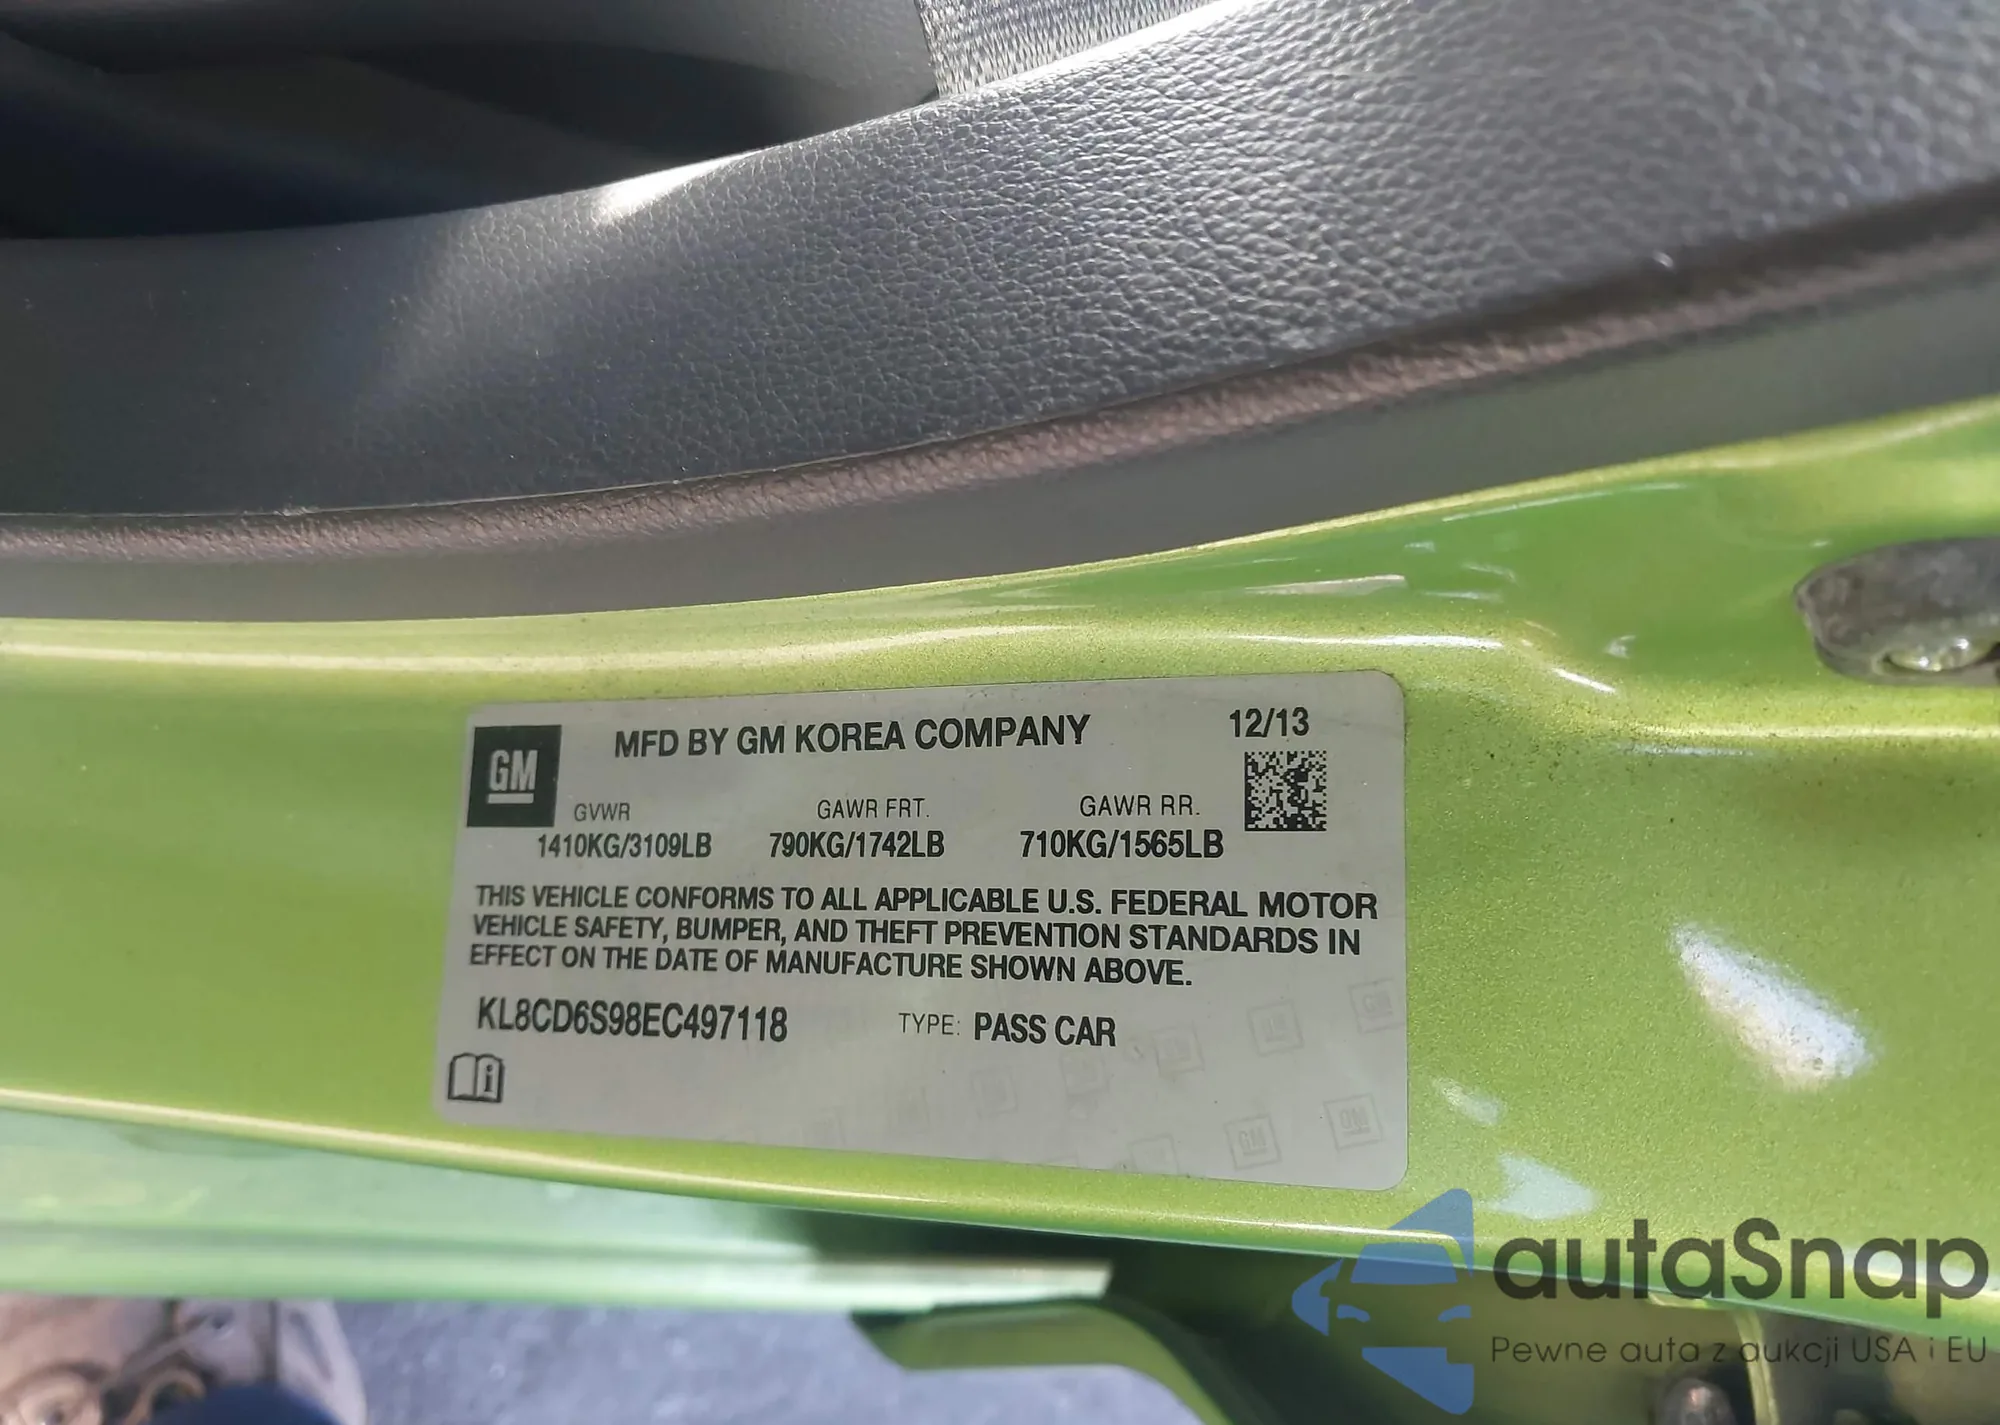 GM
MFD BY GM KOREA COMPANY 12/13
GVWR GAWR FRT. GAWR RR.
1410KG/3109LB 790KG/1742LB 710KG/1565LB
THIS VEHICLE CONFORMS TO ALL APPLICABLE U.S. FEDERAL MOTOR
VEHICLE SAFETY, BUMPER, AND THEFT PREVENTION STANDARDS IN
EFFECT ON THE DATE OF MANUFACTURE SHOWN ABOVE.
KL8CD6S98EC497118 TYPE: PASS CAR
autaSnap
Pewne auta z aukcji USA i EU